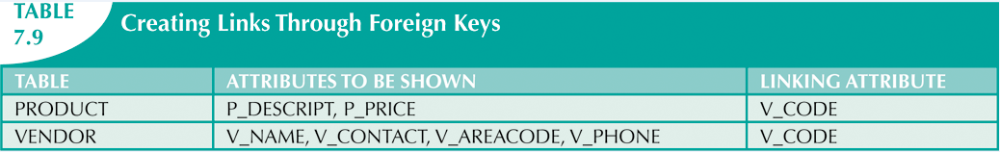 TABLE 7.9
Creating Links Through Foreign Keys
TABLE ATTRIBUTES TO BE SHOWN LINKING ATTRIBUTE
PRODUCT P_DESCRIPT, P_PRICE V_CODE
VENDOR V_NAME, V_CONTACT, V_AREACODE, V_PHONE V_CODE